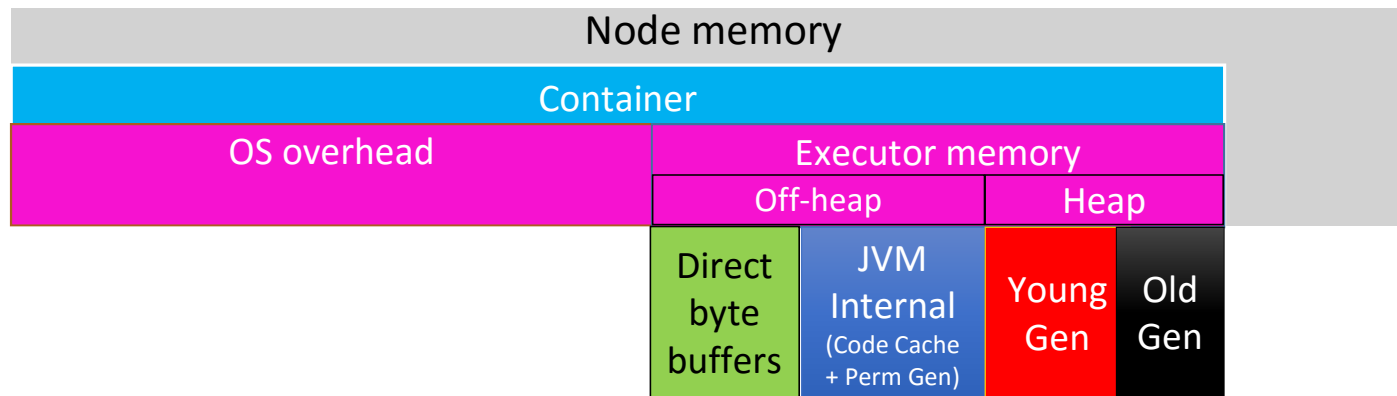 Node memory
Container
OS overhead
Executor memory
Off-heap
Heap
Direct
byte
buffers
JVM
Internal
(Code Cache
+ Perm Gen)
Young
Gen
Old
Gen